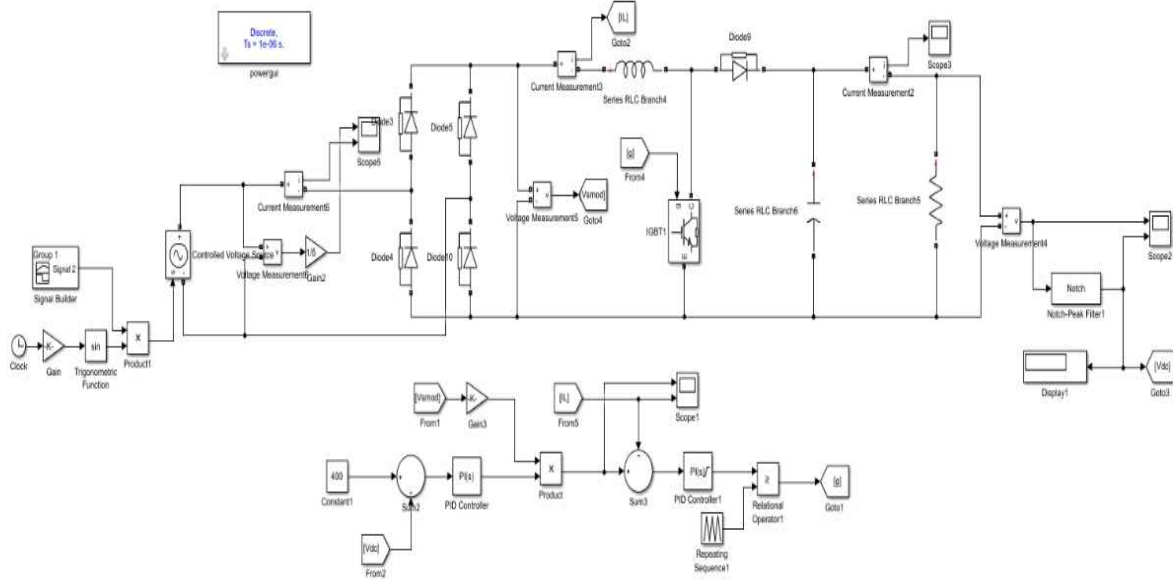 Discrete,
Ts = 1e-06 s.
powergui
[IL]
Goto2
Diode9
Scope3
Current Measurement3
Series RLC Branch4
Current Measurement2
Diode3
Diode5
Scope5
[g]
From4
Current Measurement6
Voltage Measurement5
[Vsmod]
Goto4
Series RLC Branch6
Series RLC Branch5
IGBT1
g
C
E
Controlled Voltage Source
1/5
Gain2
Diode4
Diode10
Voltage Measurement4
Scope2
Group 1
Signal 2
Signal Builder
Notch
Notch-Peak Filter1
Clock
-K-
Gain
sin
Trigonometric
Function
×
Product1
Display1
[Vdc]
Goto3
[Vsmod]
From1
-K-
Gain3
[IL]
From5
Scope1
400
Constant1
Sum2
PI(s)
PID Controller
×
Product
Sum3
PI(s)
PID Controller1
≥
Relational
Operator1
[g]
Goto1
[Vdc]
From2
Repeating
Sequence1